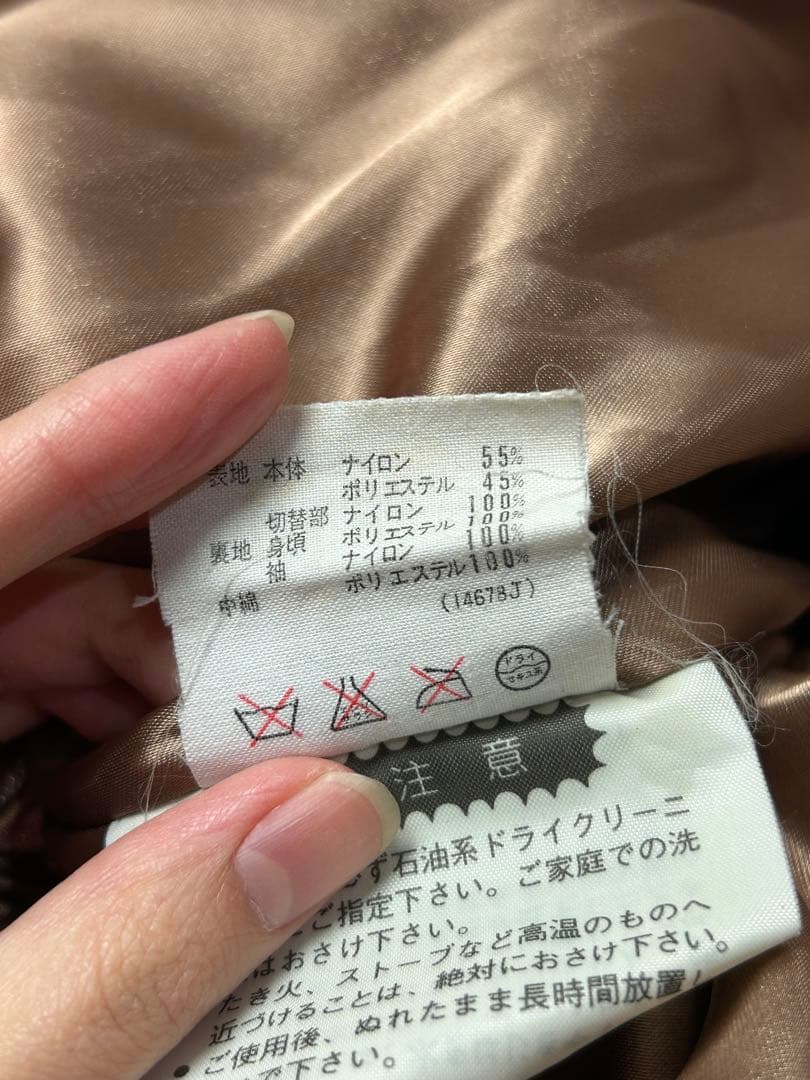 表地 本体 ナイロン 55%
ポリエステル 45%
切替部 ナイロン 100%
裏地 身頃 ポリエステル 100%
袖 ナイロン 100%
中綿 ポリエステル 100%
(14678J)
ドライ
セキユ系
注意
ず石油系ドライクリーニ
ご指定下さい。ご家庭での洗
はおさけ下さい。
たき火、ストーブなど高温のものへ
近づけることは、絶対におさけ下さい。
●ご使用後、ぬれたまま長時間放置
で下さい。